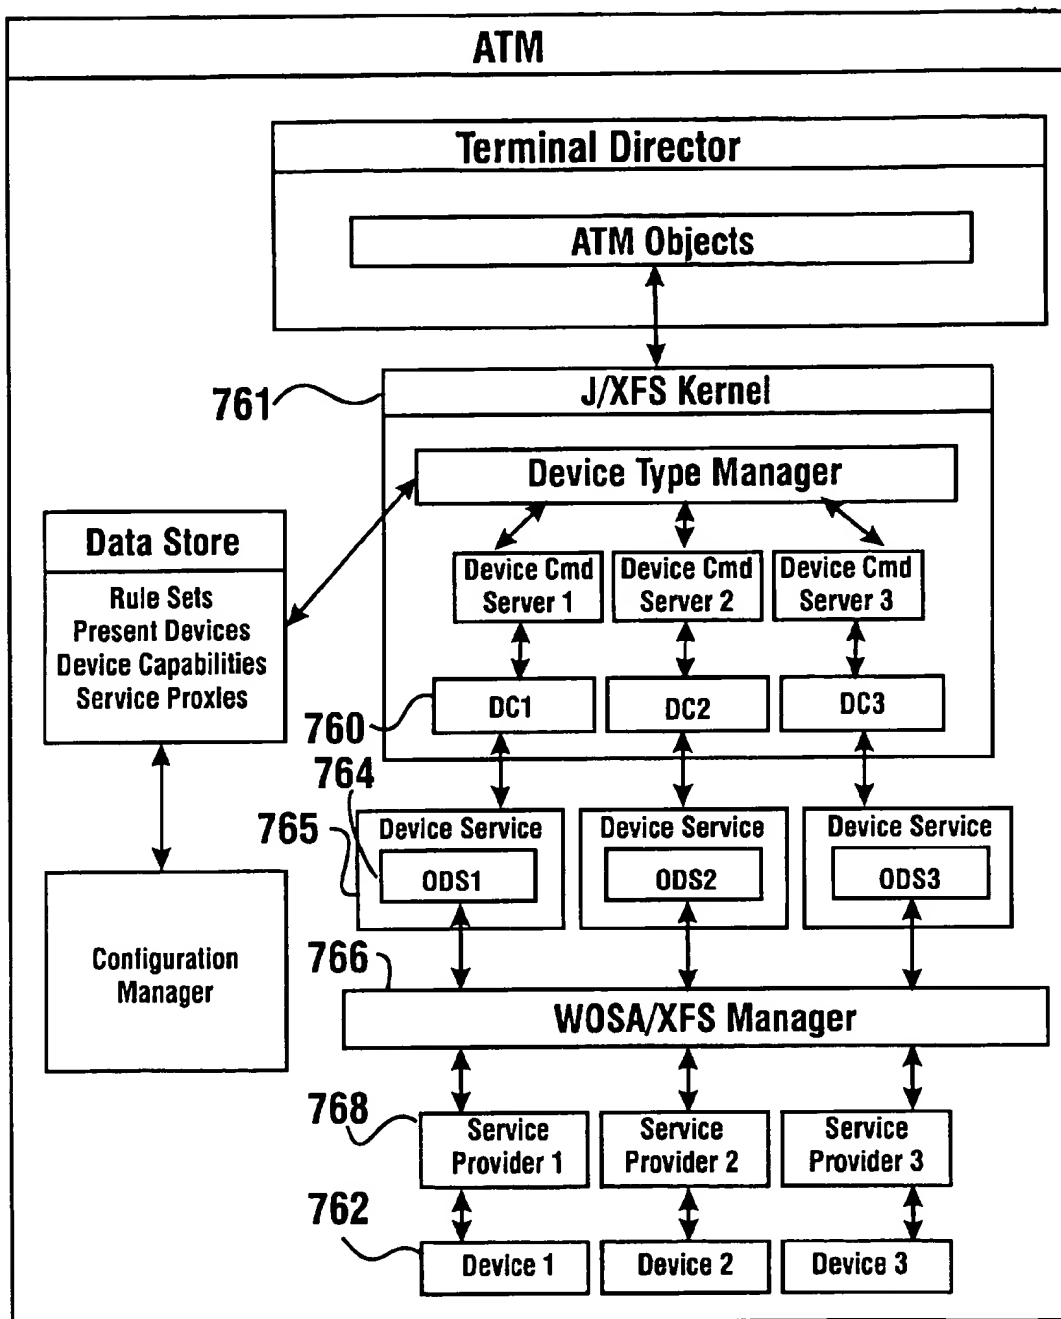 ATM
Terminal Director
ATM Objects
761
J/XFS Kernel
Device Type Manager
Data Store
Rule Sets
Present Devices
Device Capabilities
Service Proxles
Device Cmd
Server 1
Device Cmd
Server 2
Device Cmd
Server 3
760
DC1
DC2
DC3
764
765
Device Service
ODS1
Device Service
ODS2
Device Service
ODS3
Configuration
Manager
766
WOSA/XFS Manager
768
Service
Provider 1
Service
Provider 2
Service
Provider 3
762
Device 1
Device 2
Device 3